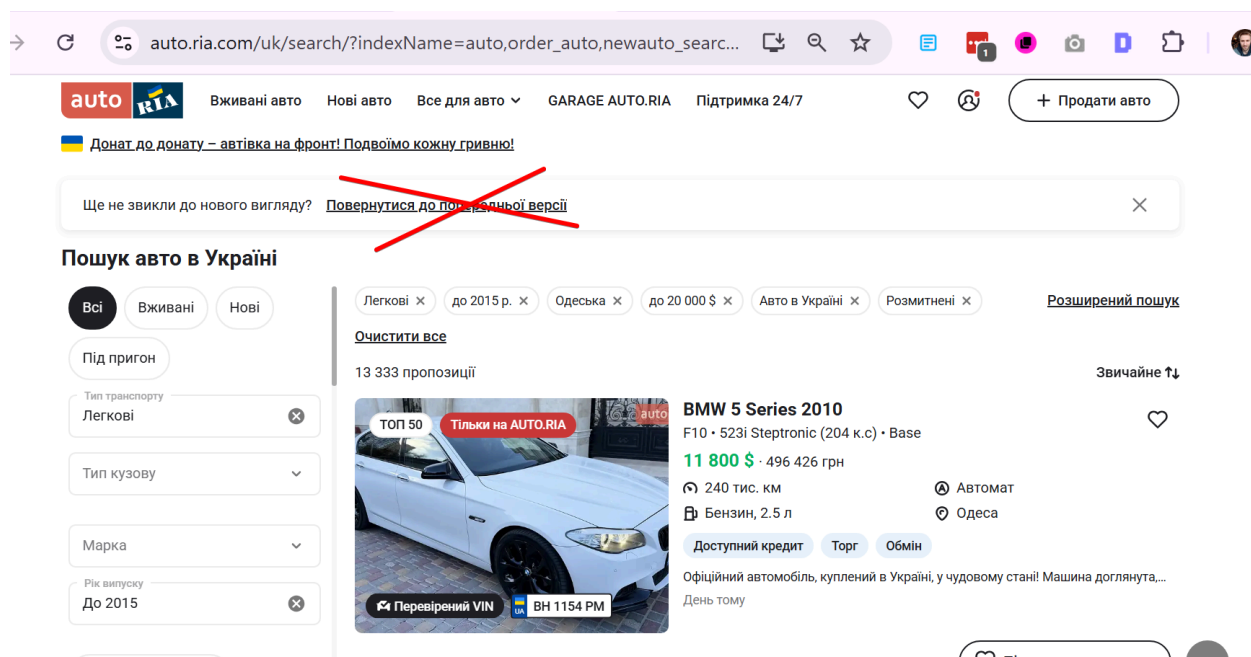 auto.ria.com/uk/search/?indexName=auto,order_auto,newauto_searc...
1
D
auto RIA Вживані авто Нові авто Все для авто GARAGE AUTO.RIA Підтримка 24/7 + Продати авто
Донат до донату – автівка на фронт! Подвоїмо кожну гривню!
Ще не звикли до нового вигляду? Повернутися до попередньої версії
Пошук авто в Україні
Всі Вживані Нові
Під пригон
Легкові до 2015 р. Одеська до 20 000 $ Авто в Україні Розмитнені Розширений пошук
Очистити все
13 333 пропозиції Звичайне
Тип транспорту
Легкові
Тип кузову
Марка
Рік випуску
До 2015
ТОП 50 Тільки на AUTO.RIA auto
Перевірений VIN UA BH 1154 PM
BMW 5 Series 2010
F10 • 523i Steptronic (204 к.с) • Base
11 800 $ · 496 426 грн
240 тис. км Автомат
Бензин, 2.5 л Одеса
Доступний кредит Торг Обмін
Офіційний автомобіль, куплений в Україні, у чудовому стані! Машина доглянута,...
День тому